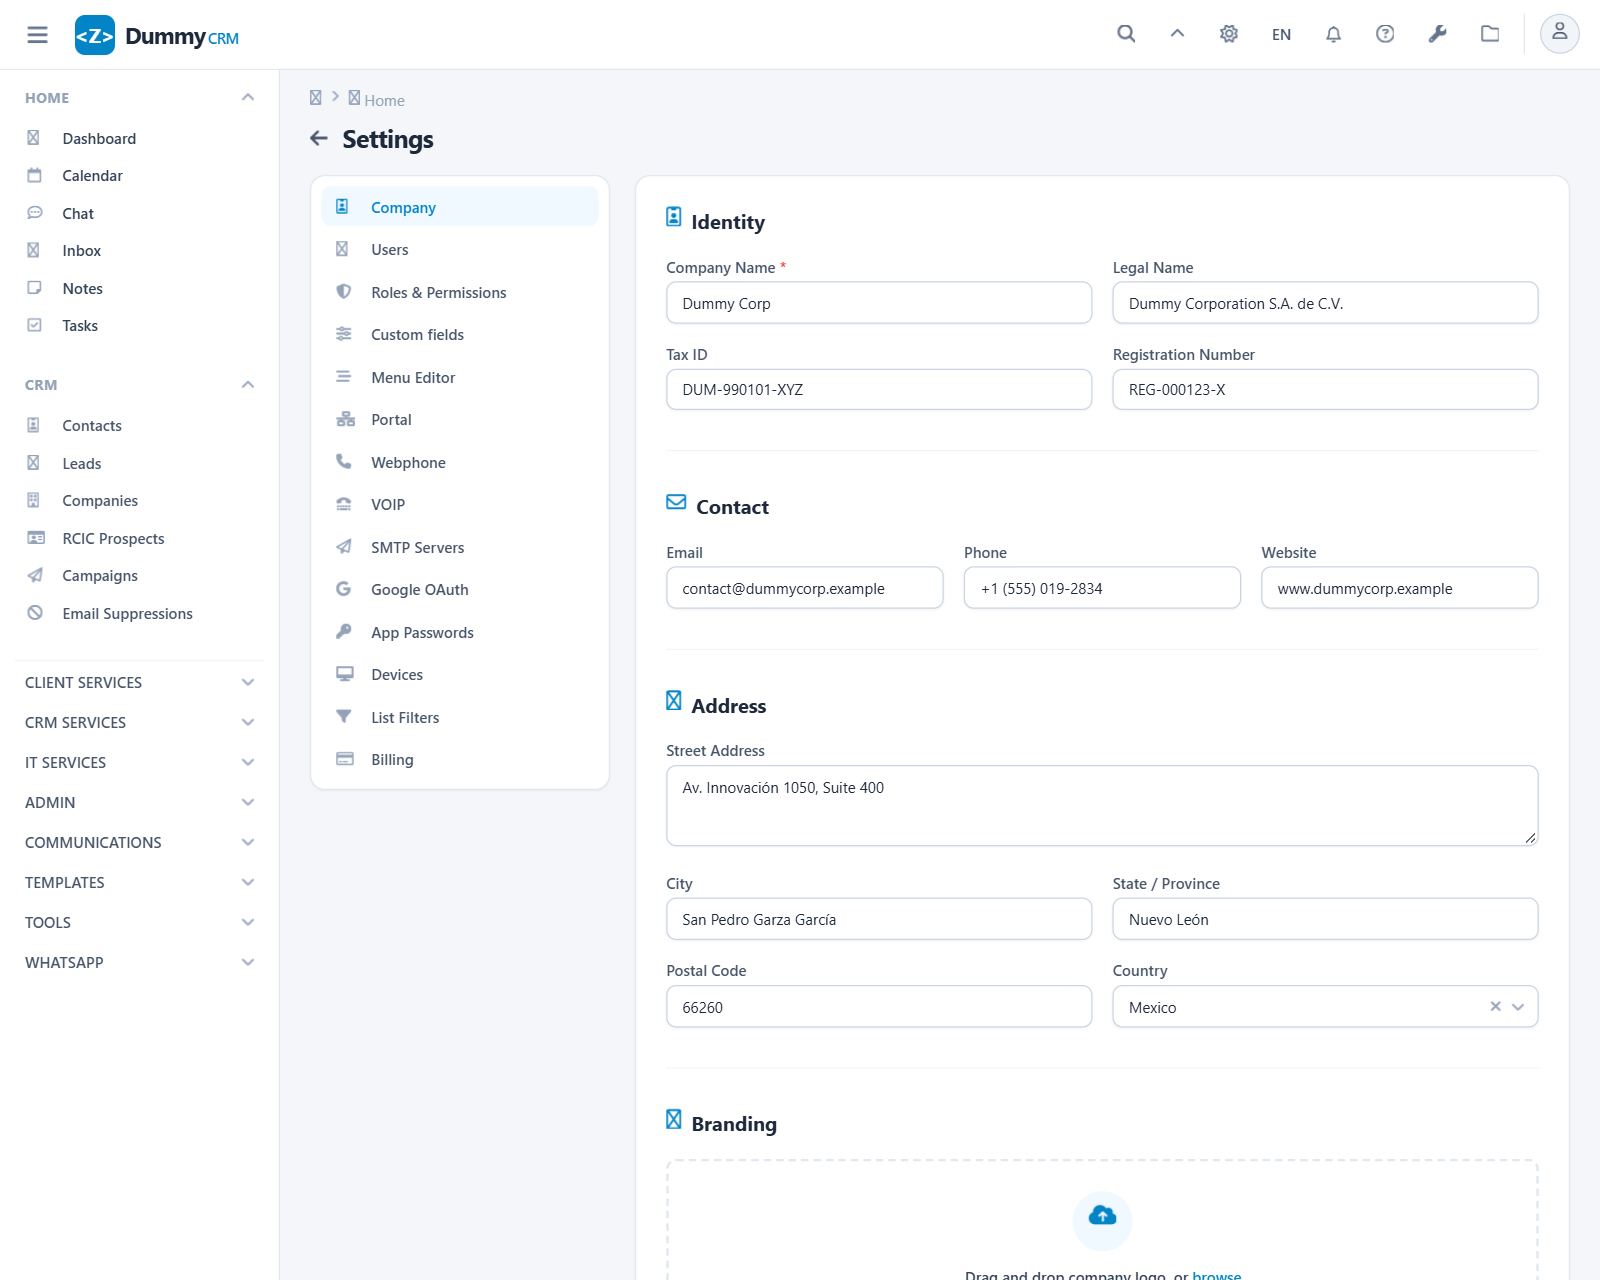 <Z> Dummy CRM
EN
HOME
Dashboard
Calendar
Chat
Inbox
Notes
Tasks
CRM
Contacts
Leads
Companies
RCIC Prospects
Campaigns
Email Suppressions
CLIENT SERVICES
CRM SERVICES
IT SERVICES
ADMIN
COMMUNICATIONS
TEMPLATES
TOOLS
WHATSAPP
Home
Settings
Company
Users
Roles & Permissions
Custom fields
Menu Editor
Portal
Webphone
VOIP
SMTP Servers
Google OAuth
App Passwords
Devices
List Filters
Billing
Identity
Company Name * Legal Name
Dummy Corp Dummy Corporation S.A. de C.V.
Tax ID Registration Number
DUM-990101-XYZ REG-000123-X
Contact
Email Phone Website
contact@dummycorp.example +1 (555) 019-2834 www.dummycorp.example
Address
Street Address
Av. Innovación 1050, Suite 400
City State / Province
San Pedro Garza García Nuevo León
Postal Code Country
66260 Mexico
Branding
Drag and drop company logo, or browse